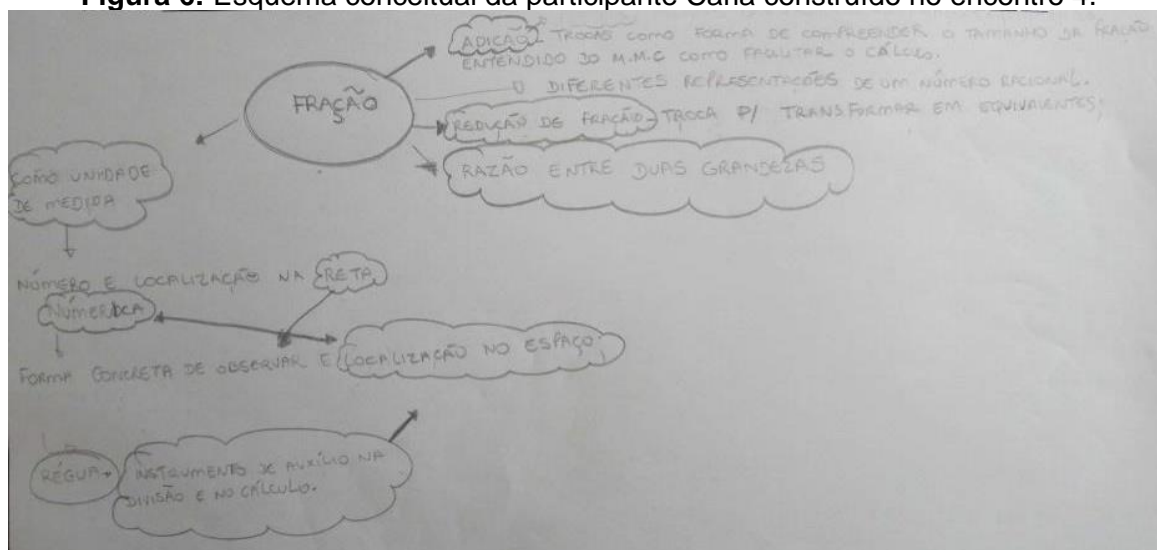 Figura 6: Esquema conceitual da participante Carla construído no encontro 4.
ADIÇÃO TROCAS COMO FORMA DE COMPREENDER O TAMANHO DA FRAÇÃO
ENTENDIDO DO M.M.C COMO FACILITAR O CÁLCULO.
DIFERENTES REPRESENTAÇÕES DE UM NÚMERO RACIONAL.
FRAÇÃO
S
REDUÇÃO DE FRAÇÃO TROCA P/ TRANSFORMAR EM EQUIVALENTES;
RAZÃO ENTRE DUAS GRANDEZAS
COMO UNIDADE
DE MEDIDA
NÚMERO E LOCALIZAÇÃO NA RETA
NÚMERICA
FORMA CONCRETA DE OBSERVAR E LOCALIZAÇÃO NO ESPAÇO.
RÉGUA
INSTRUMENTO DE AUXÍLIO NA
DIVISÃO E NO CÁLCULO.